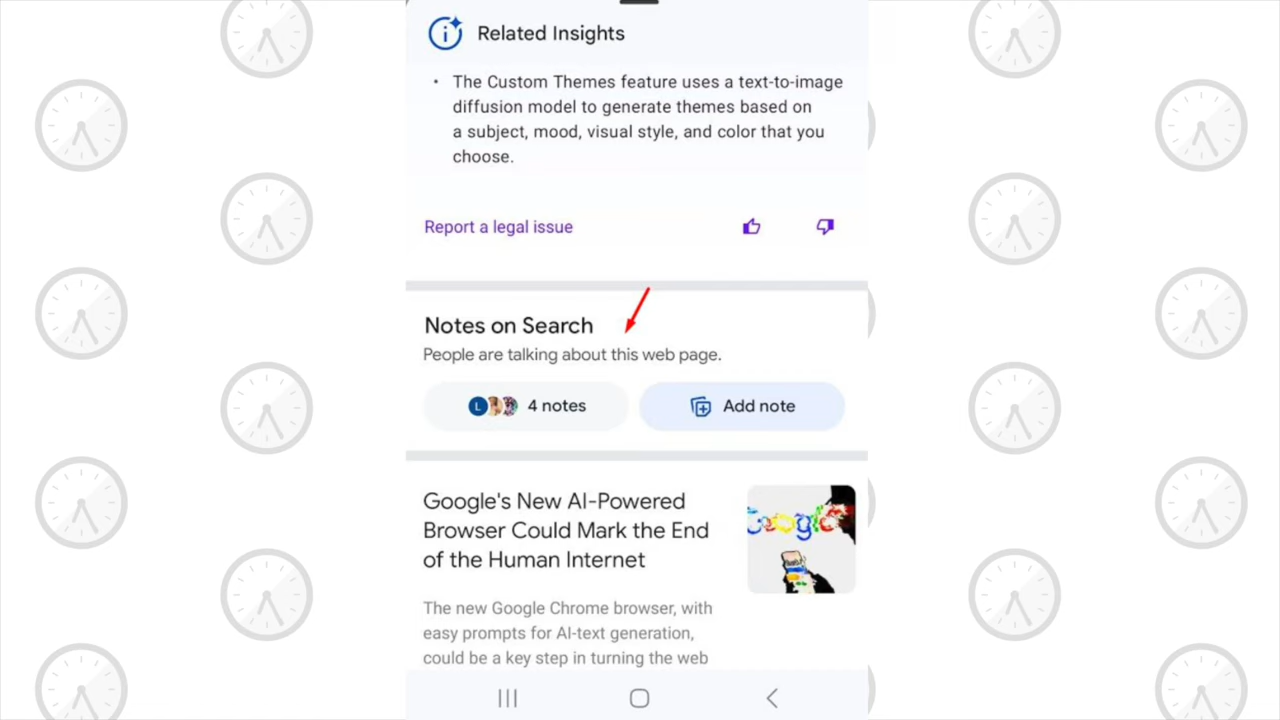 Related Insights
• The Custom Themes feature uses a text-to-image
diffusion model to generate themes based on
a subject, mood, visual style, and color that you
choose.
Report a legal issue
Notes on Search
People are talking about this web page.
L 4 notes
Add note
Google's New AI-Powered
Browser Could Mark the End
of the Human Internet
Google
The new Google Chrome browser, with
easy prompts for AI-text generation,
could be a key step in turning the web